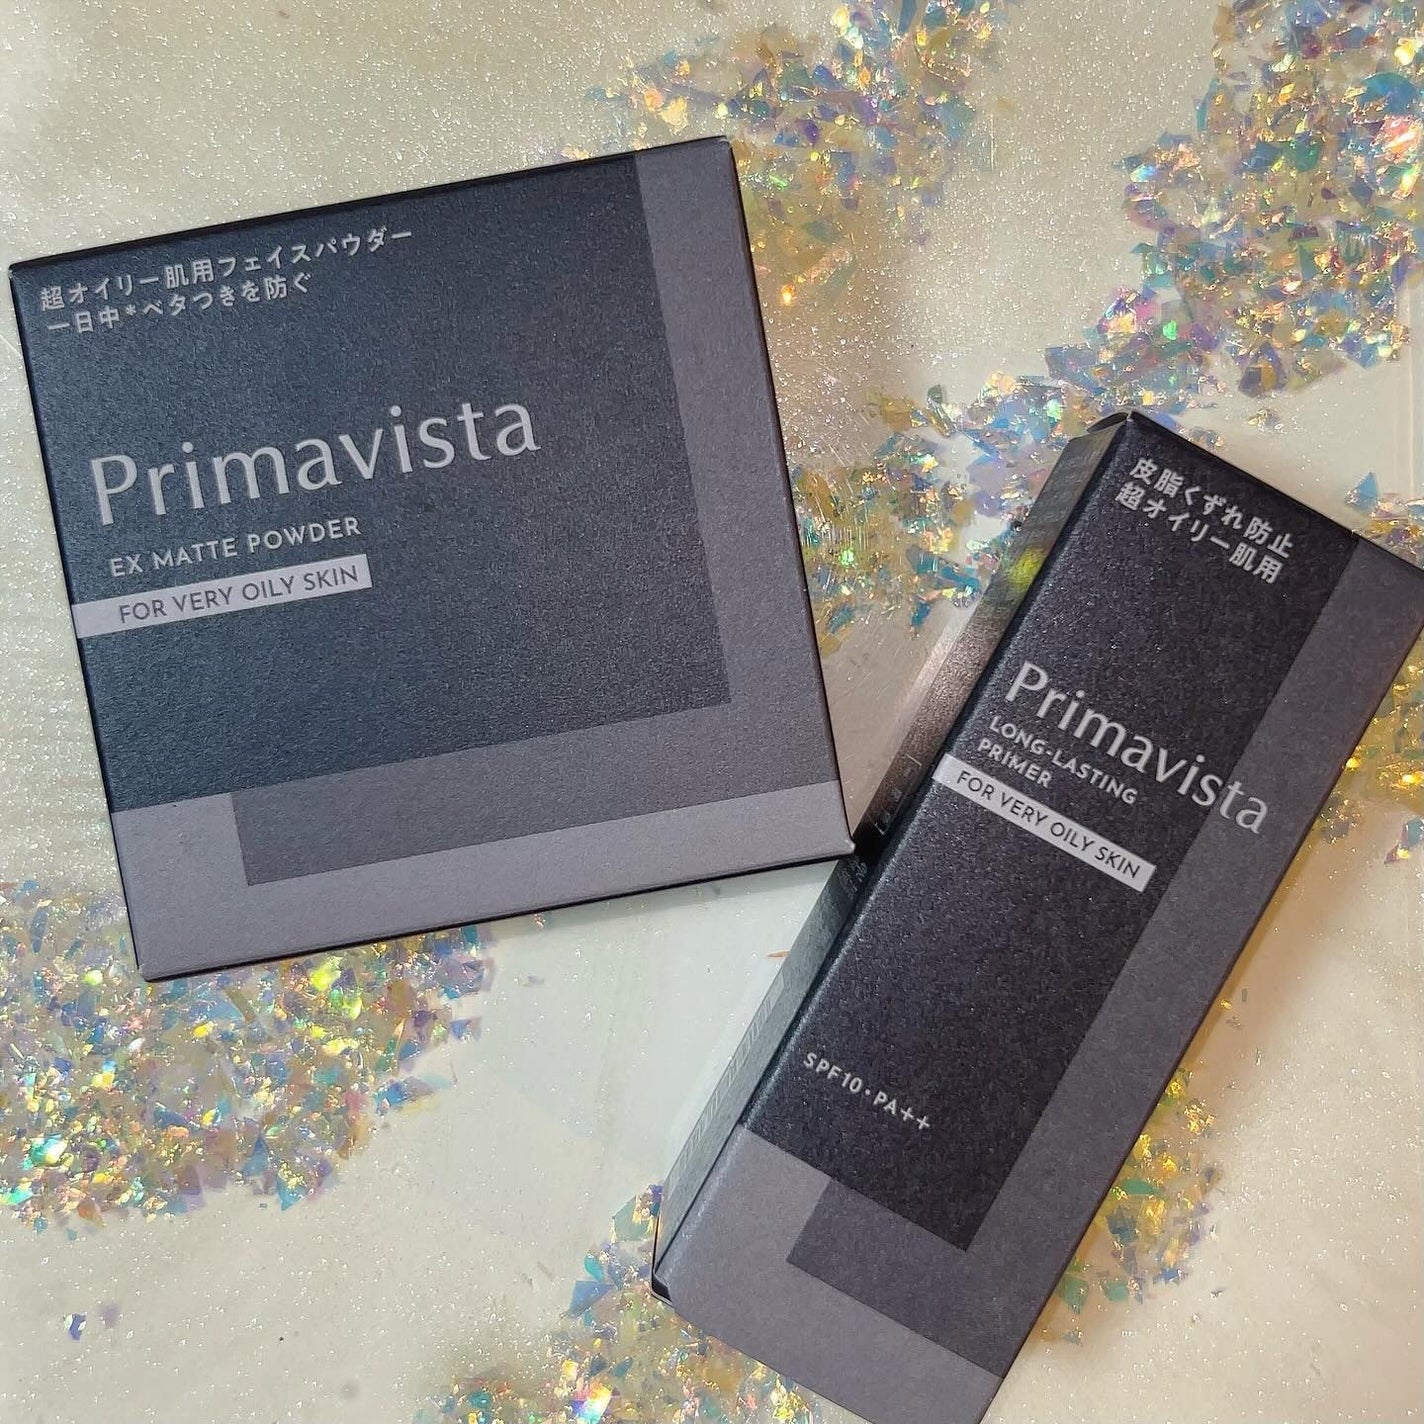 超オイリー肌用フェイスパウダー
一日中*ベタつきを防ぐ
Primavista
EX MATTE POWDER
FOR VERY OILY SKIN
皮脂くずれ防止
超オイリー肌用
Primavista
LONG-LASTING
PRIMER
FOR VERY OILY SKIN
SPF10・PA++